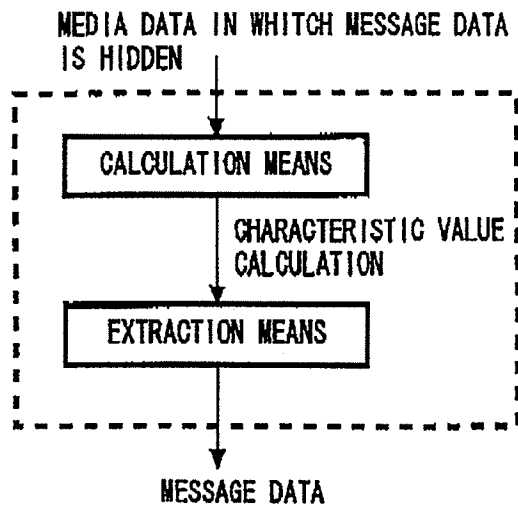 MEDIA DATA IN WHITCH MESSAGE DATA
IS HIDDEN
CALCULATION MEANS
CHARACTERISTIC VALUE
CALCULATION
EXTRACTION MEANS
MESSAGE DATA